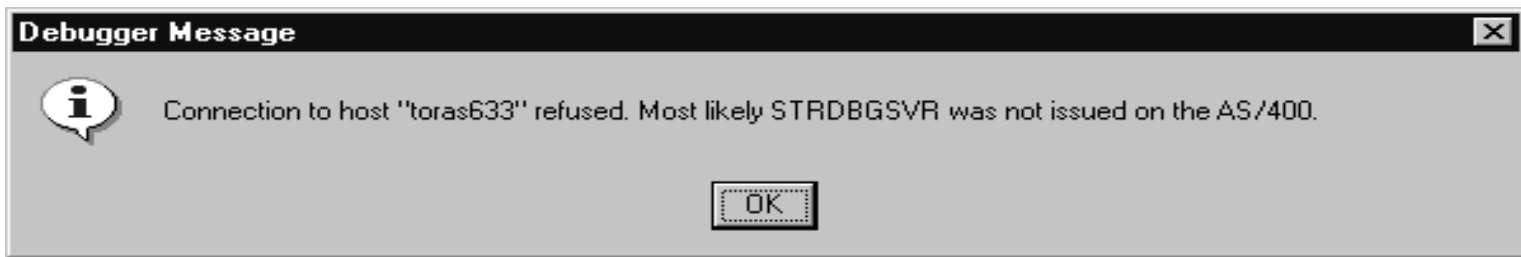 Debugger Message
Connection to host "toras633" refused. Most likely STRDBGSVR was not issued on the AS/400.
OK